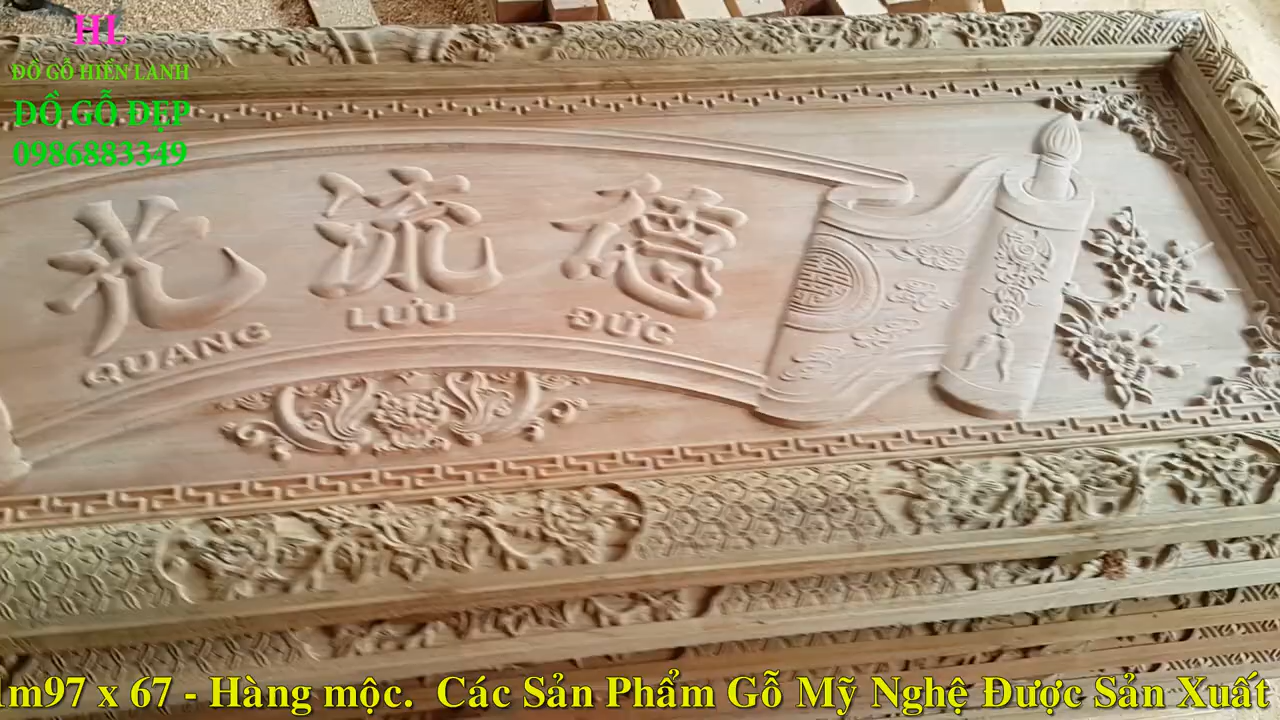 HL
ĐỒ GỖ HIỀN LANH
ĐỒ GỖ ĐẸP
0986883349
光流德
QUANG LƯU ĐỨC
1m97 x 67 - Hàng mộc. Các Sản Phẩm Gỗ Mỹ Nghệ Được Sản Xuất